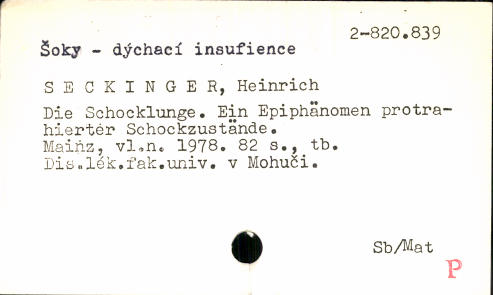 2-820.839
Šoky - dýchací insufience
S E C K I N G E R, Heinrich
Die Schocklunge. Ein Epiphänomen protra-
hierter Schockzustände.
Mainz, vl.n. 1978. 82 s., tb.
Dis.lék.fak.univ. v Mohuči.
Sb/Mat
P